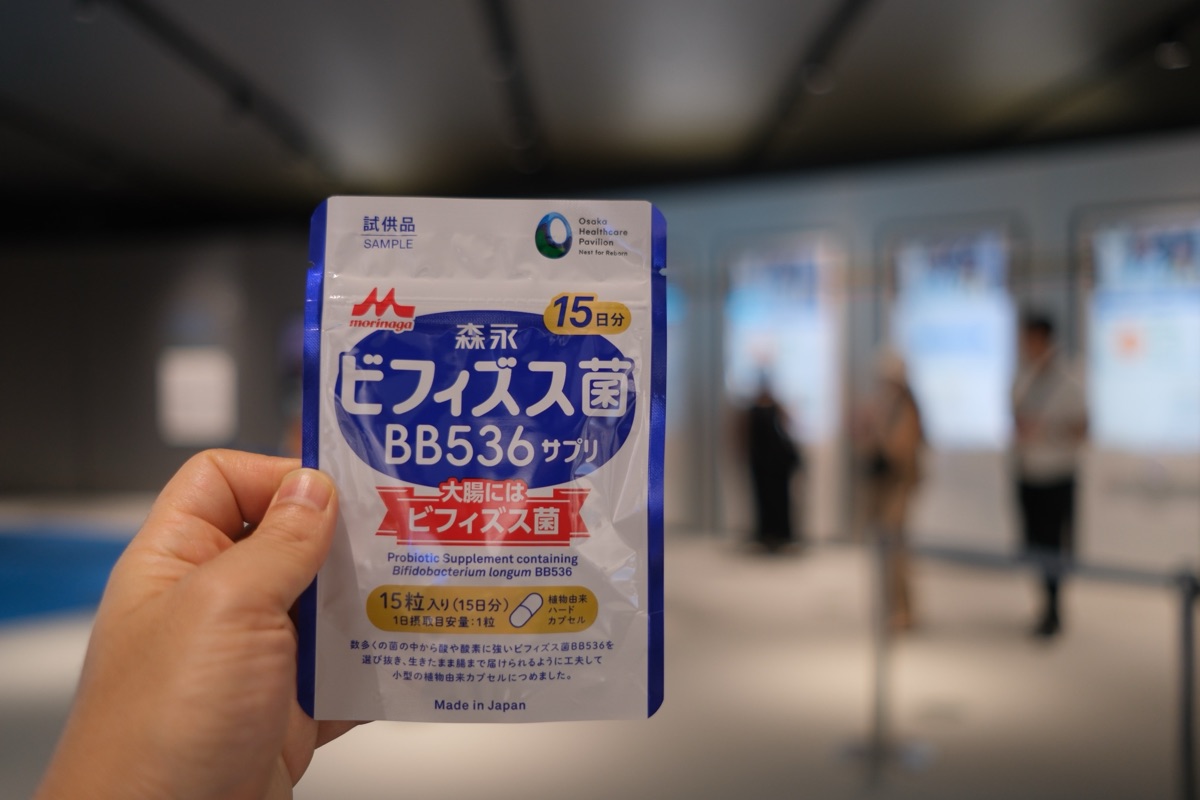 試供品
SAMPLE
Osaka
Healthcare
Pavilion
Nest for Reborn
morinaga
15日分
森永
ビフィズス菌
BB536サプリ
大腸には
ビフィズス菌
Probiotic Supplement containing
Bifidobacterium longum BB536
15粒入り(15日分)
1日摂取目安量:1粒
植物由来
ハード
カプセル
数多くの菌の中から酸や酸素に強いビフィズス菌BB536を
選び抜き、生きたまま腸まで届けられるように工夫して
小型の植物由来カプセルにつめました。
Made in Japan